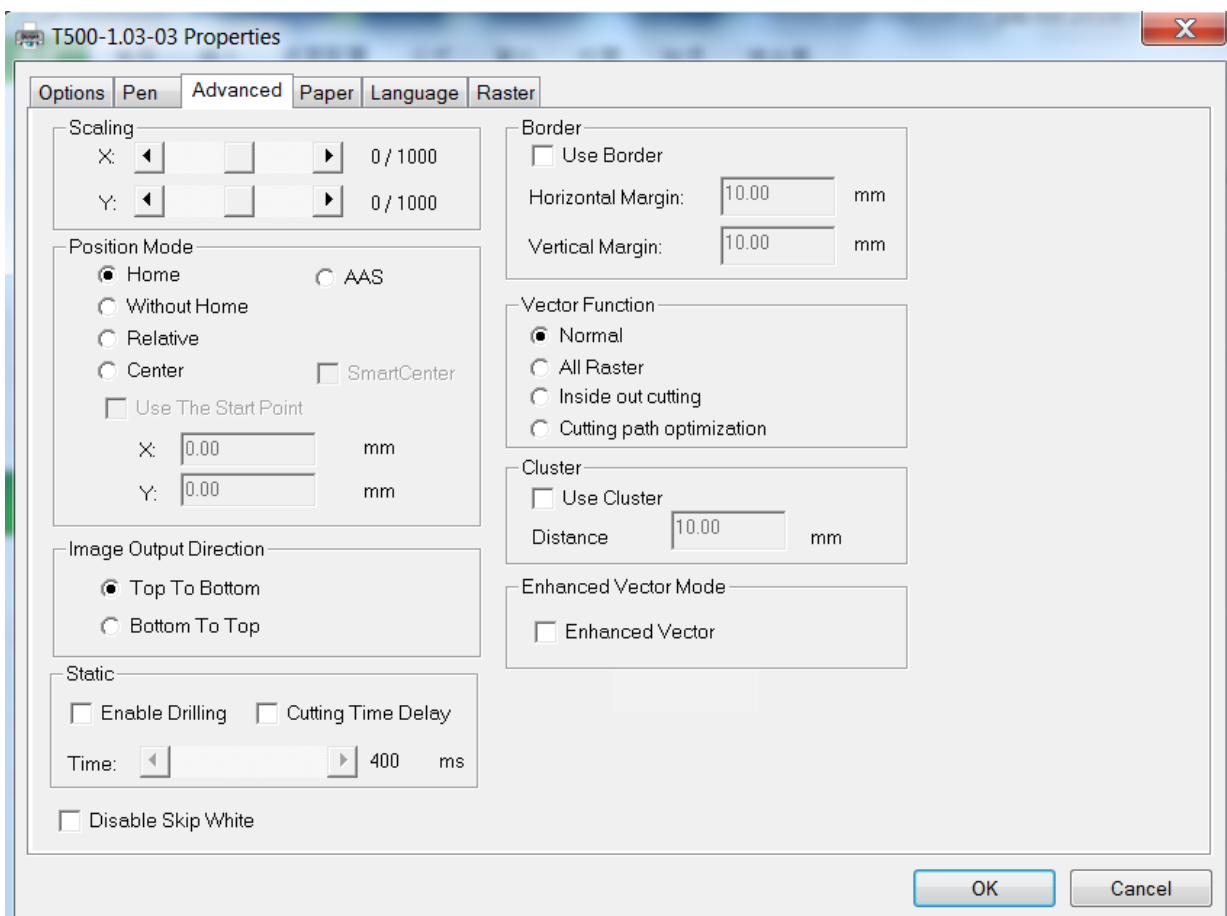 T500-1.03-03 Properties
X
Options Pen Advanced Paper Language Raster
Scaling
X: 0 / 1000
Y: 0 / 1000
Position Mode
Home AAS
Without Home
Relative
Center SmartCenter
Use The Start Point
X: 0.00 mm
Y: 0.00 mm
Image Output Direction
Top To Bottom
Bottom To Top
Static
Enable Drilling Cutting Time Delay
Time: 400 ms
Disable Skip White
Border
Use Border
Horizontal Margin: 10.00 mm
Vertical Margin: 10.00 mm
Vector Function
Normal
All Raster
Inside out cutting
Cutting path optimization
Cluster
Use Cluster
Distance 10.00 mm
Enhanced Vector Mode
Enhanced Vector
OK Cancel